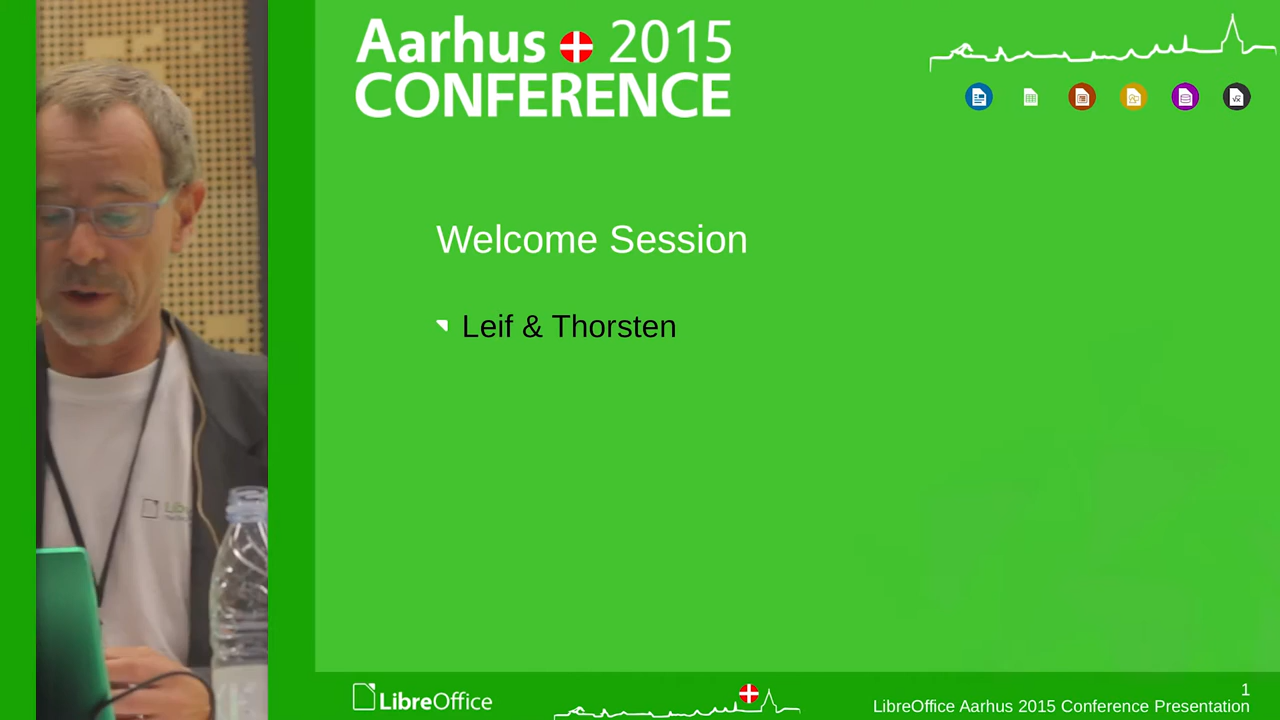 Aarhus 2015
CONFERENCE
Welcome Session
Leif & Thorsten
LibreOffice
1
LibreOffice Aarhus 2015 Conference Presentation